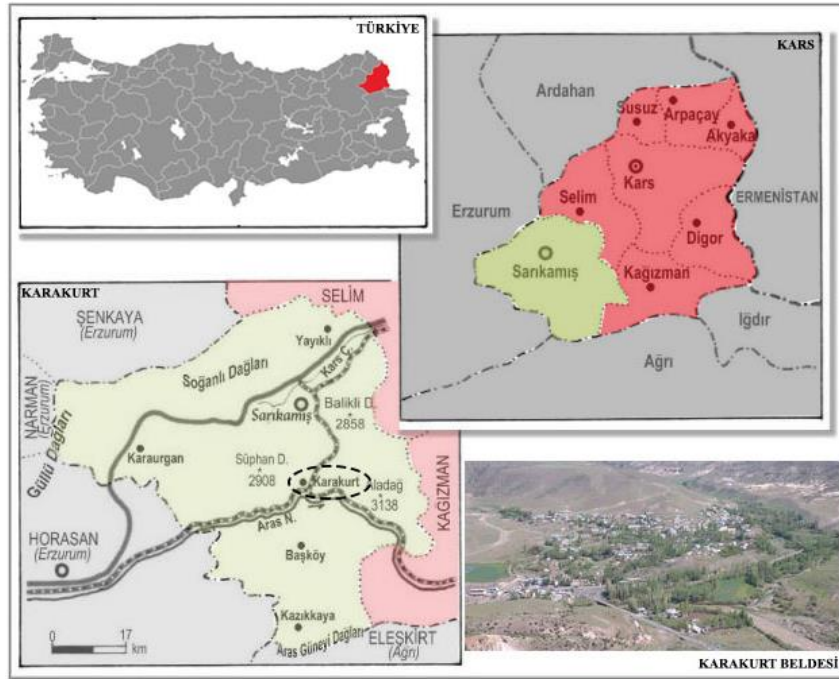 TÜRKİYE
KARS
Ardahan
Susuz
Arpaçay
Akyaka
Kars
ERMENİSTAN
Selim
Erzurum
Digor
Sarıkamış
Kağızman
Iğdır
Ağrı
KARAKURT
SELİM
ŞENKAYA
(Erzurum)
Yayıklı
Kars Ç.
Soğanlı Dağları
NARMAN
(Erzurum)
Sarıkamış
Balikli D.
2858
Güllü Dağları
Karaurgan
Süphan D.
2908
Karakurt
Aladağ
3138
KAGIZMAN
Aras N.
HORASAN
(Erzurum)
Başköy
Kazıkkaya
Aras Güneyi Dağları
ELEŞKİRT
(Ağrı)
0 17
km
KARAKURT BELDESİ